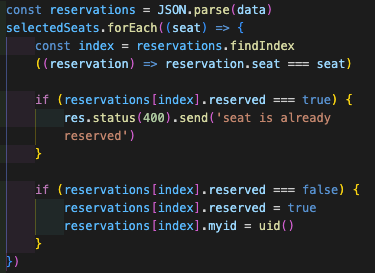 const reservations = JSON.parse(data)
selectedSeats.forEach((seat) => {
    const index = reservations.findIndex
    ((reservation) => reservation.seat === seat)

    if (reservations[index].reserved === true) {
        res.status(400).send('seat is already
        reserved')
    }

    if (reservations[index].reserved === false) {
        reservations[index].reserved = true
        reservations[index].myid = uid()
    }
})